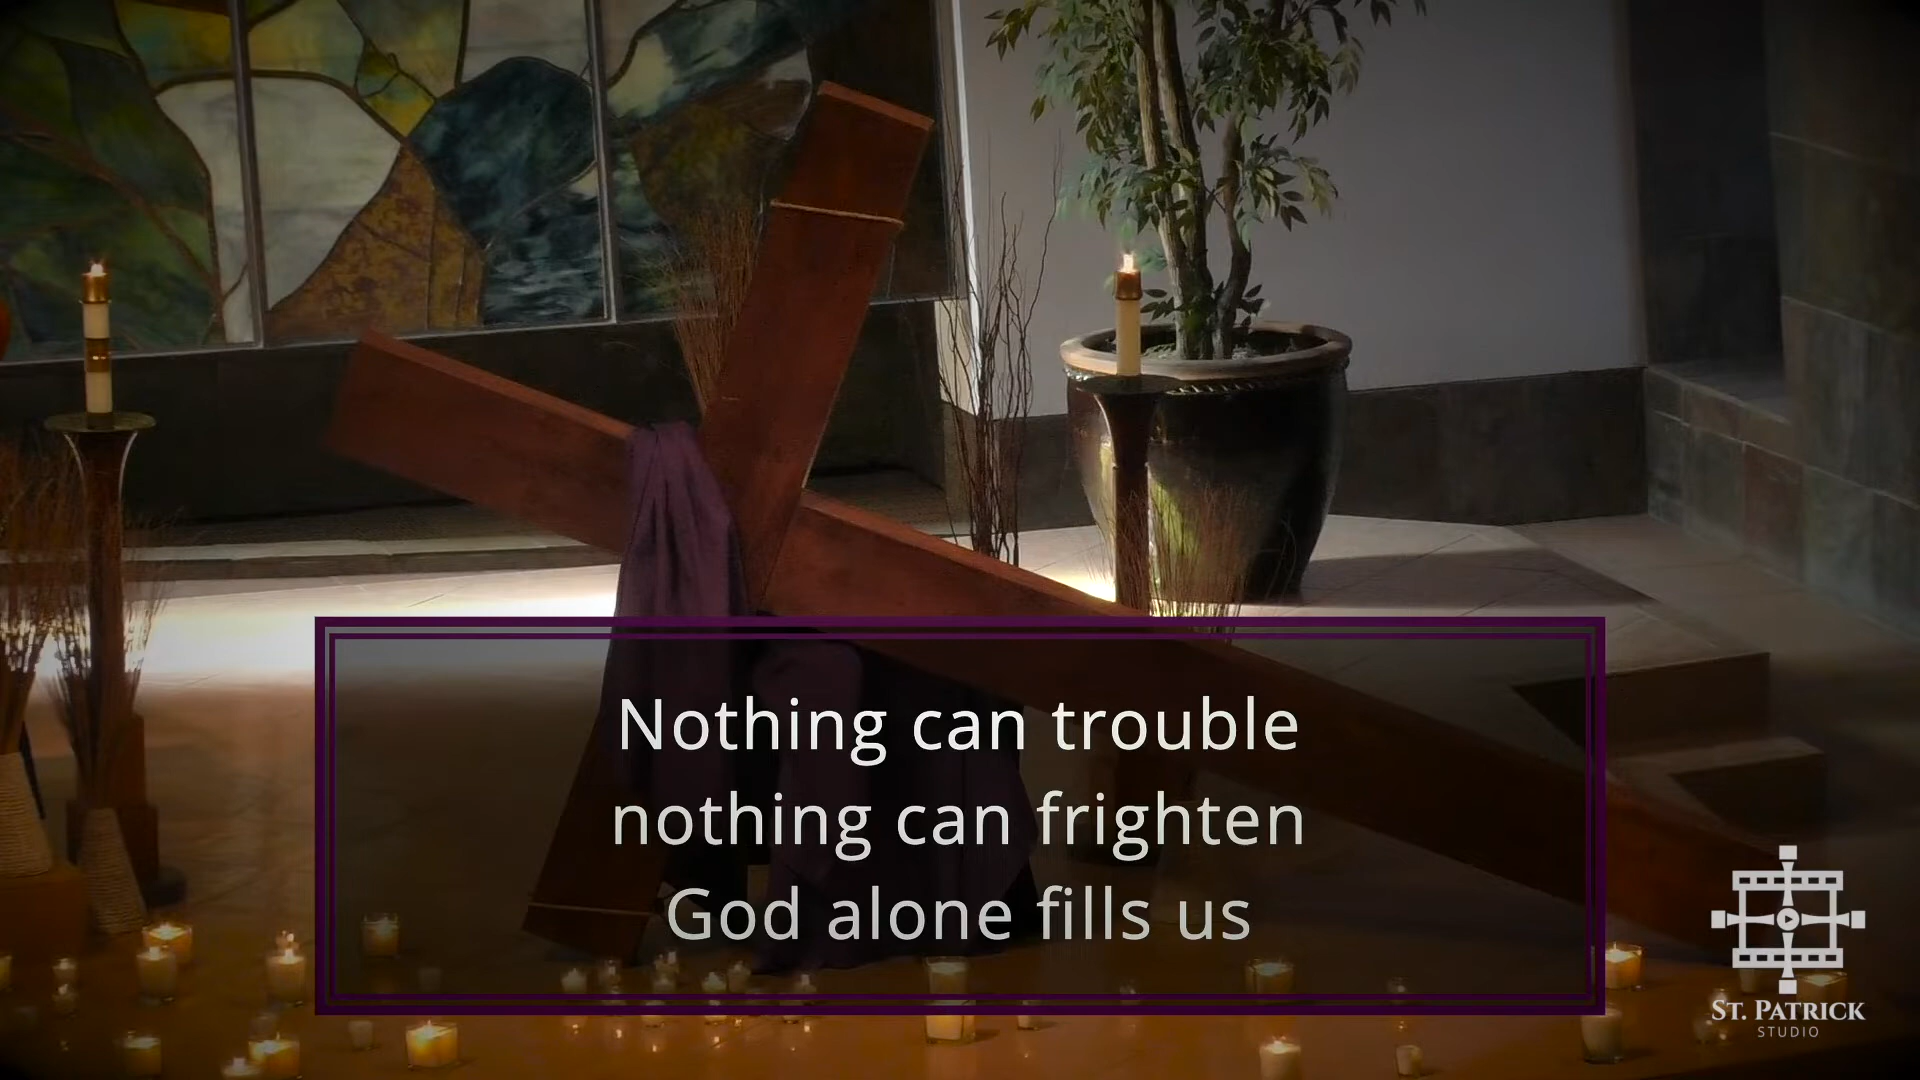 Nothing can trouble
nothing can frighten
God alone fills us
ST. PATRICK
STUDIO